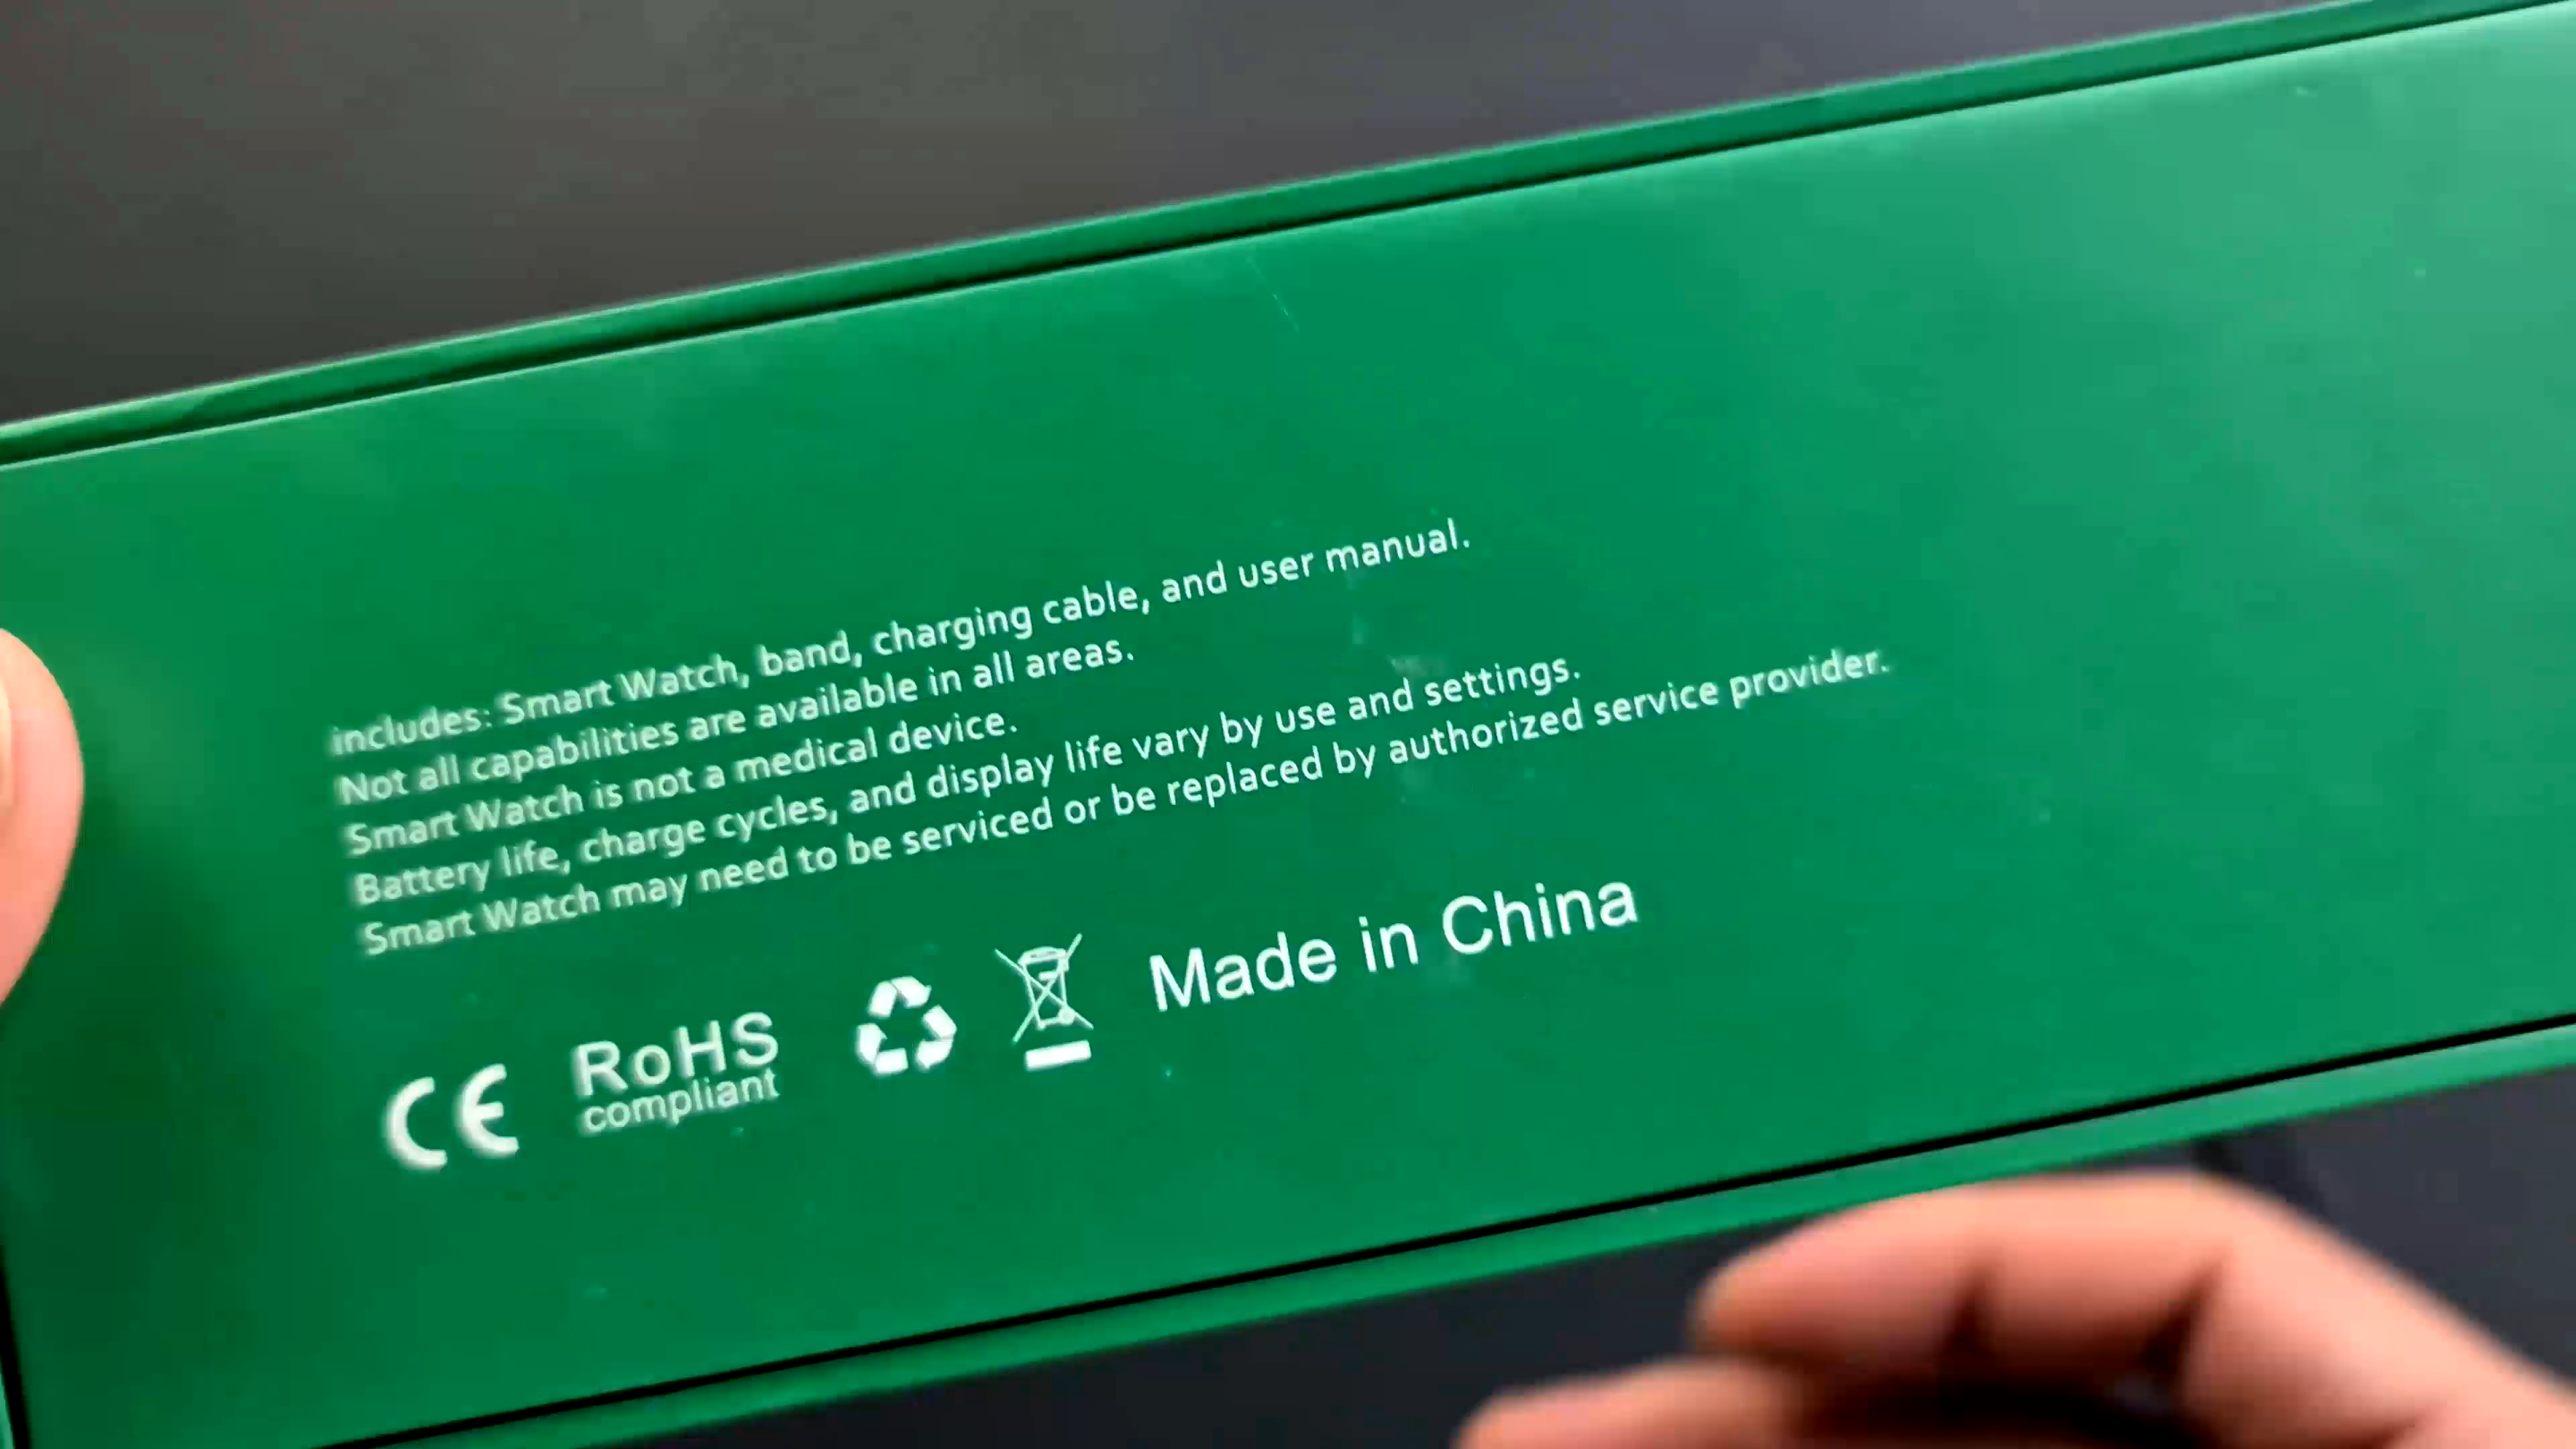 includes: Smart Watch, band, charging cable, and user manual.
Not all capabilities are available in all areas.
Smart Watch is not a medical device.
Battery life, charge cycles, and display life vary by use and settings.
Smart Watch may need to be serviced or be replaced by authorized service provider.
CE RoHS compliant Made in China